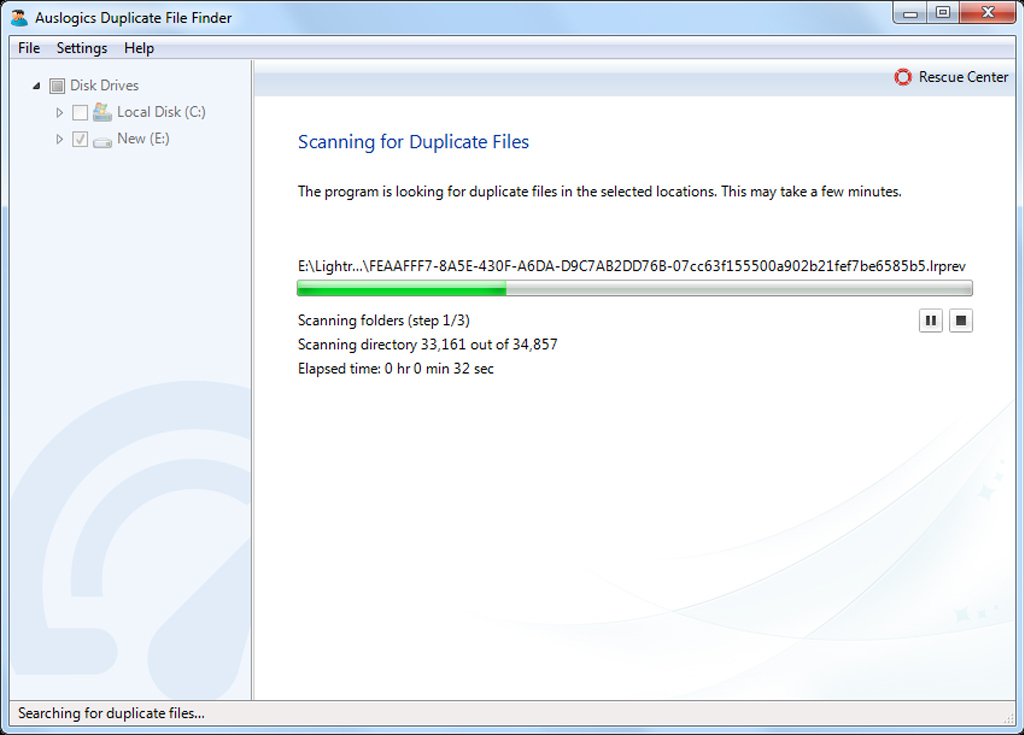 Auslogics Duplicate File Finder
File Settings Help
Disk Drives
Local Disk (C:)
New (E:)
Rescue Center
Scanning for Duplicate Files
The program is looking for duplicate files in the selected locations. This may take a few minutes.
E:\Lightr...\FEAAFFF7-8A5E-430F-A6DA-D9C7AB2DD76B-07cc63f155500a902b21fef7be6585b5.lrprev
Scanning folders (step 1/3)
Scanning directory 33,161 out of 34,857
Elapsed time: 0 hr 0 min 32 sec
Searching for duplicate files...